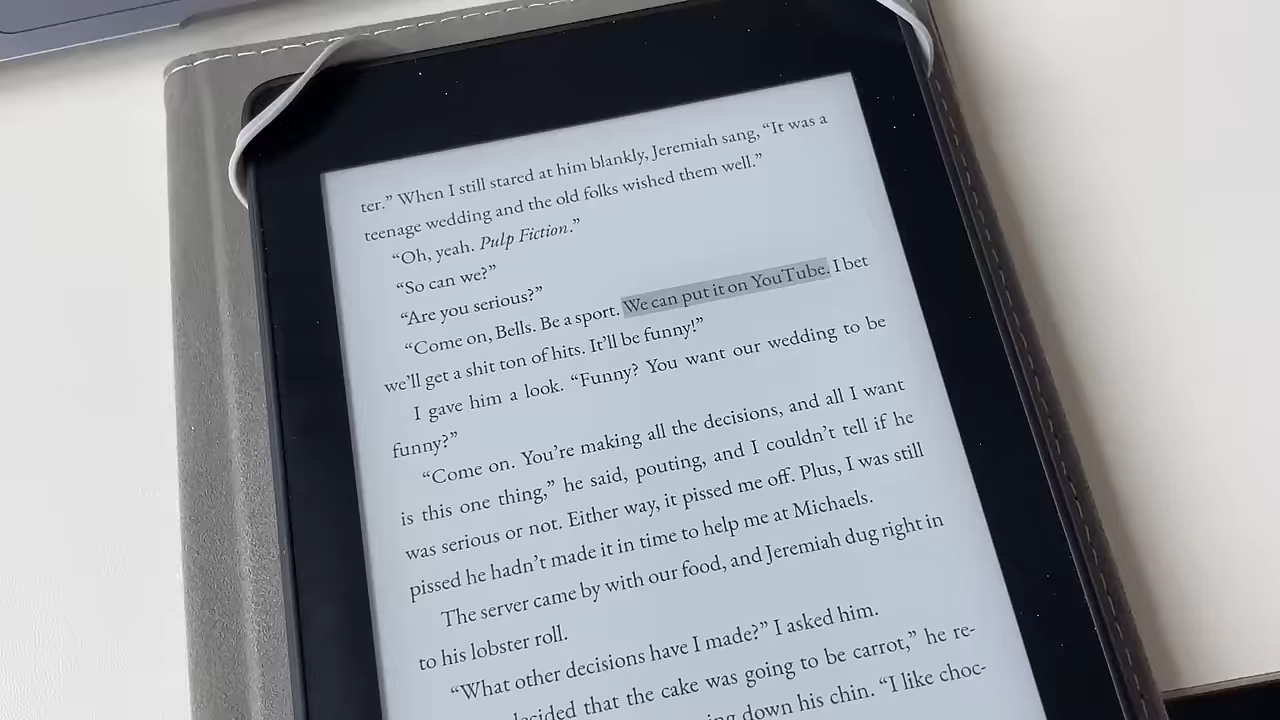 ter.” When I still stared at him blankly, Jeremiah sang, “It was a
teenage wedding and the old folks wished them well.”
“Oh, yeah. Pulp Fiction.”
“So can we?”
“Are you serious?”
“Come on, Bells. Be a sport. We can put it on YouTube. I bet
we’ll get a shit ton of hits. It’ll be funny!”
I gave him a look. “Funny? You want our wedding to be
funny?”
“Come on. You’re making all the decisions, and all I want
is this one thing,” he said, pouting, and I couldn’t tell if he
was serious or not. Either way, it pissed me off. Plus, I was still
pissed he hadn’t made it in time to help me at Michaels.
The server came by with our food, and Jeremiah dug right in
to his lobster roll.
“What other decisions have I made?” I asked him.
that the cake was going to be carrot,” he re-
down his chin. “I like choc-